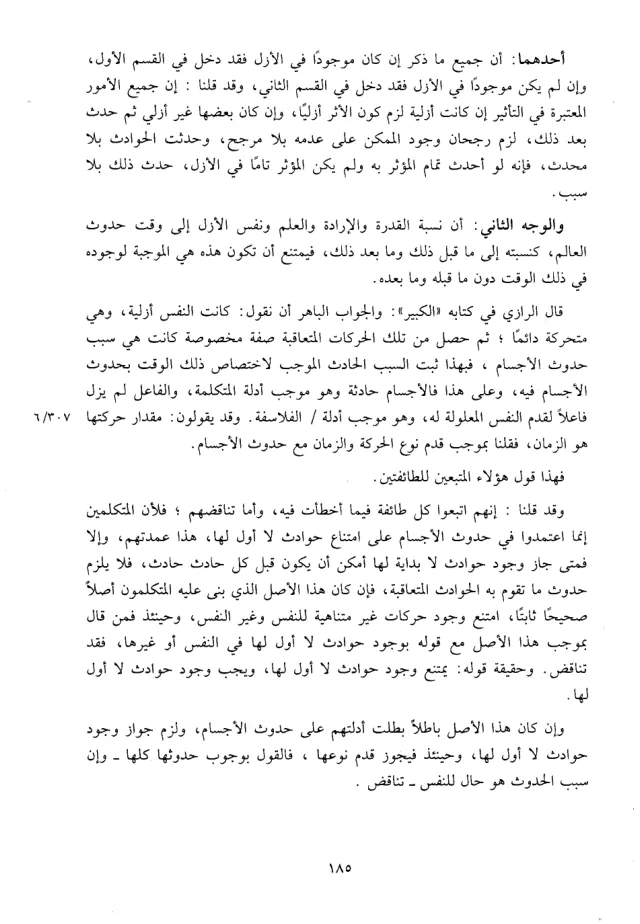 أحدهما: أن جميع ما ذكر إن كان موجودًا في الأزل فقد دخل في القسم الأول،
وإن لم يكن موجودًا في الأزل فقد دخل في القسم الثاني، وقد قلنا : إن جميع الأمور
المعتبرة في التأثير إن كانت أزلية لزم كون الأثر أزليًا، وإن كان بعضها غير أزلي ثم حدث
بعد ذلك، لزم رجحان وجود الممكن على عدمه بلا مرجح، وحدثت الحوادث بلا
محدث، فإنه لو أحدث تمام المؤثر به ولم يكن المؤثر تامًا في الأزل، حدث ذلك بلا
سبب.
والوجه الثاني: أن نسبة القدرة والإرادة والعلم ونفس الأزل إلى وقت حدوث
العالم، كنسبته إلى ما قبل ذلك وما بعد ذلك، فيمتنع أن تكون هذه هي الموجبة لوجوده
في ذلك الوقت دون ما قبله وما بعده.
قال الرازي في كتابه «الكبير»: والجواب الباهر أن نقول: كانت النفس أزلية، وهي
متحركة دائمًا ؛ ثم حصل من تلك الحركات المتعاقبة صفة مخصوصة كانت هي سبب
حدوث الأجسام ، فبهذا ثبت السبب الحادث الموجب لاختصاص ذلك الوقت بحدوث
الأجسام فيه، وعلى هذا فالأجسام حادثة وهو موجب أدلة المتكلمة، والفاعل لم يزل
فاعلاً لقدم النفس المعلولة له، وهو موجب أدلة / الفلاسفة. وقد يقولون: مقدار حركتها ٦/٣٠٧
هو الزمان، فقلنا بموجب قدم نوع الحركة والزمان مع حدوث الأجسام.
فهذا قول هؤلاء المتبعين للطائفتين.
وقد قلنا : إنهم اتبعوا كل طائفة فيما أخطأت فيه، وأما تناقضهم ؛ فلأن المتكلمين
إنما اعتمدوا في حدوث الأجسام على امتناع حوادث لا أول لها، هذا عمدتهم، وإلا
فمتى جاز وجود حوادث لا بداية لها أمكن أن يكون قبل كل حادث حادث، فلا يلزم
حدوث ما تقوم به الحوادث المتعاقبة، فإن كان هذا الأصل الذي بنى عليه المتكلمون أصلاً
صحيحًا ثابتًا، امتنع وجود حركات غير متناهية للنفس وغير النفس، وحينئذ فمن قال
بموجب هذا الأصل مع قوله بوجود حوادث لا أول لها في النفس أو غيرها، فقد
تناقض. وحقيقة قوله: يمتنع وجود حوادث لا أول لها، ويجب وجود حوادث لا أول
لها.
وإن كان هذا الأصل باطلاً بطلت أدلتهم على حدوث الأجسام، ولزم جواز وجود
حوادث لا أول لها، وحينئذ فيجوز قدم نوعها ، فالقول بوجوب حدوثها كلها ـ وإن
سبب الحدوث هو حال للنفس ـ تناقض .
١٨٥